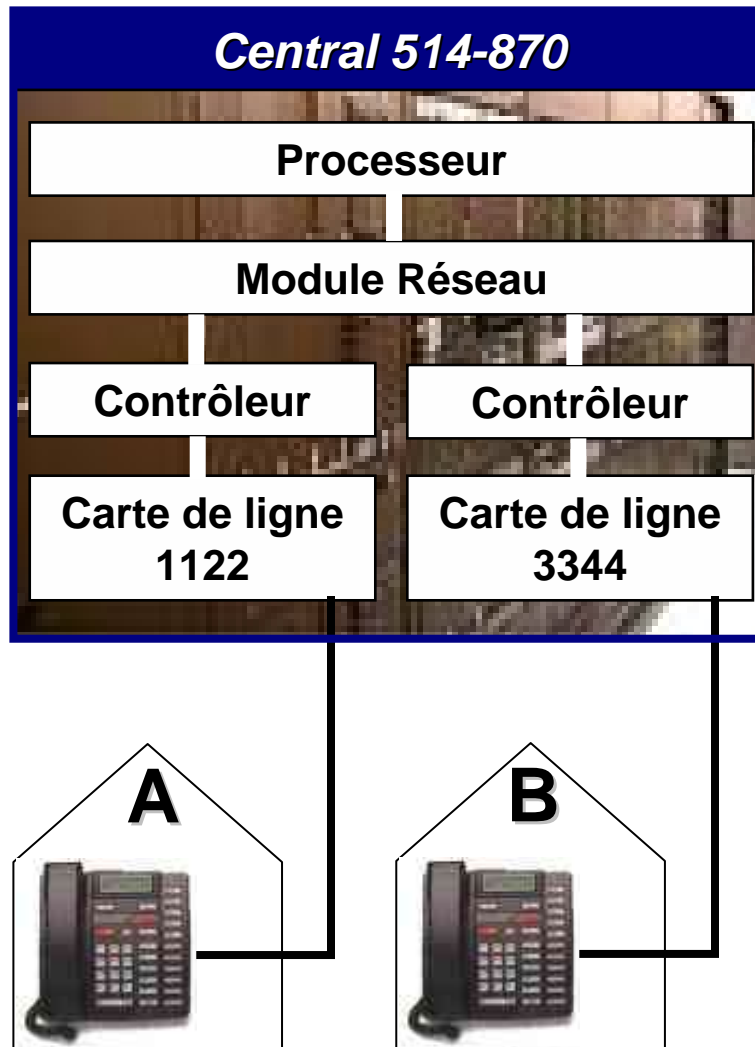 Central 514-870
Processeur
Module Réseau
Contrôleur
Contrôleur
Carte de ligne
1122
Carte de ligne
3344
A
B